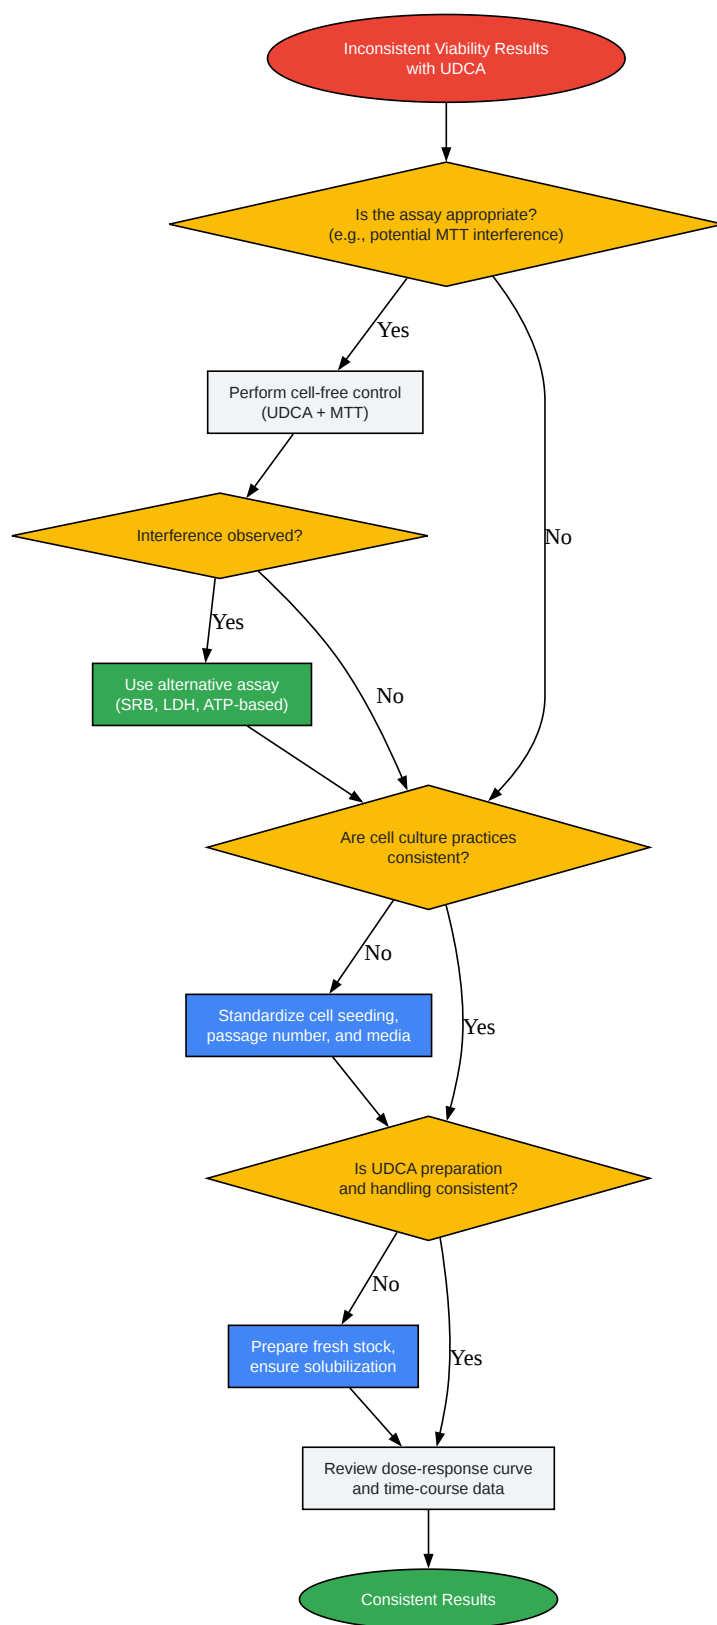 Inconsistent Viability Results
with UDCA
Is the assay appropriate?
(e.g., potential MTT interference)
Yes
Perform cell-free control
(UDCA + MTT)
Interference observed?
No
Yes
Use alternative assay
(SRB, LDH, ATP-based)
No
Are cell culture practices
consistent?
No
Standardize cell seeding,
passage number, and media
Yes
Is UDCA preparation
and handling consistent?
No
Prepare fresh stock,
ensure solubilization
Yes
Review dose-response curve
and time-course data
Consistent Results